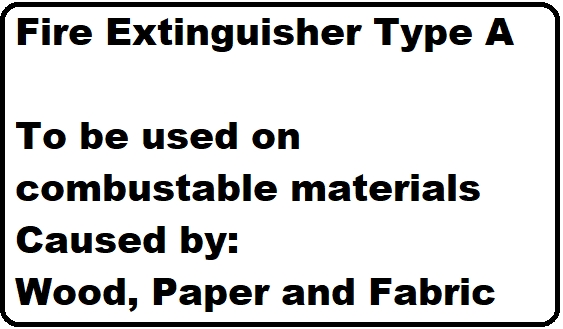 Fire Extinguisher Type A
To be used on
combustable materials
Caused by:
Wood, Paper and Fabric